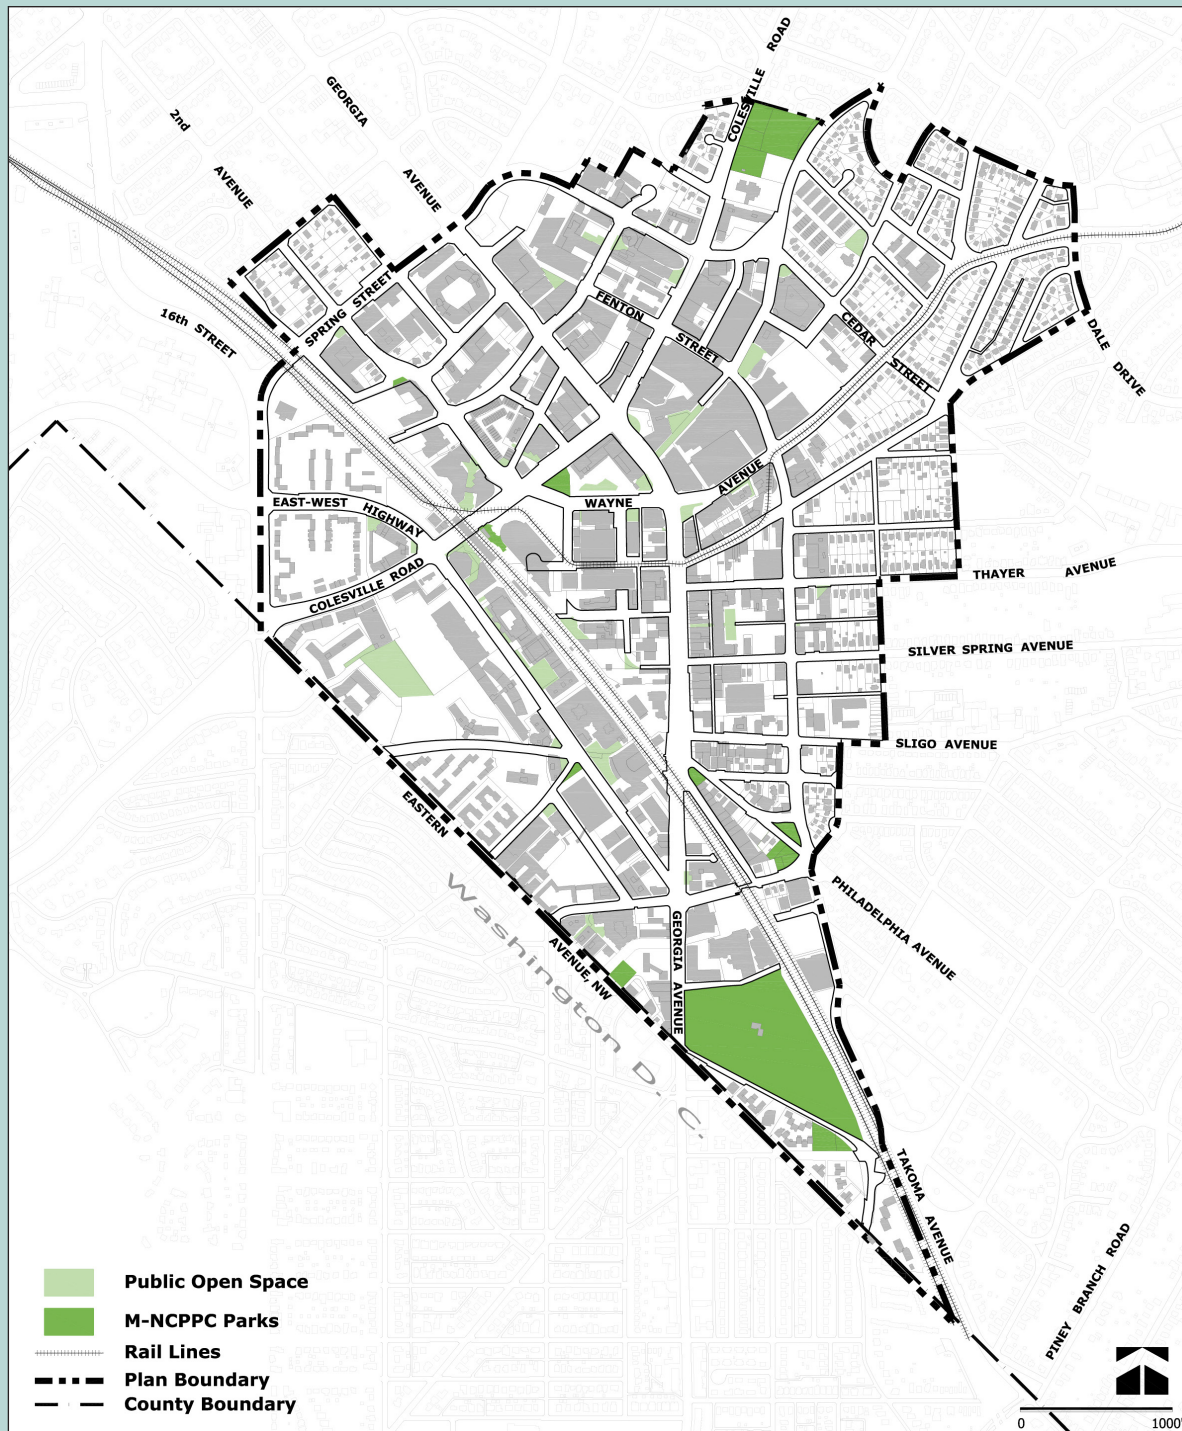 COLESVILLE ROAD
GEORGIA AVENUE
2nd AVENUE
16th STREET
SPRING STREET
FENTON STREET
CEDAR STREET
DALE DRIVE
EAST-WEST HIGHWAY
WAYNE AVENUE
COLESVILLE ROAD
THAYER AVENUE
SILVER SPRING AVENUE
SLIGO AVENUE
EASTERN AVENUE, NW
Washington D. C.
PHILADELPHIA AVENUE
GEORGIA AVENUE
TAKOMA AVENUE
PINEY BRANCH ROAD
Public Open Space
M-NCPPC Parks
Rail Lines
Plan Boundary
County Boundary
0 1000'